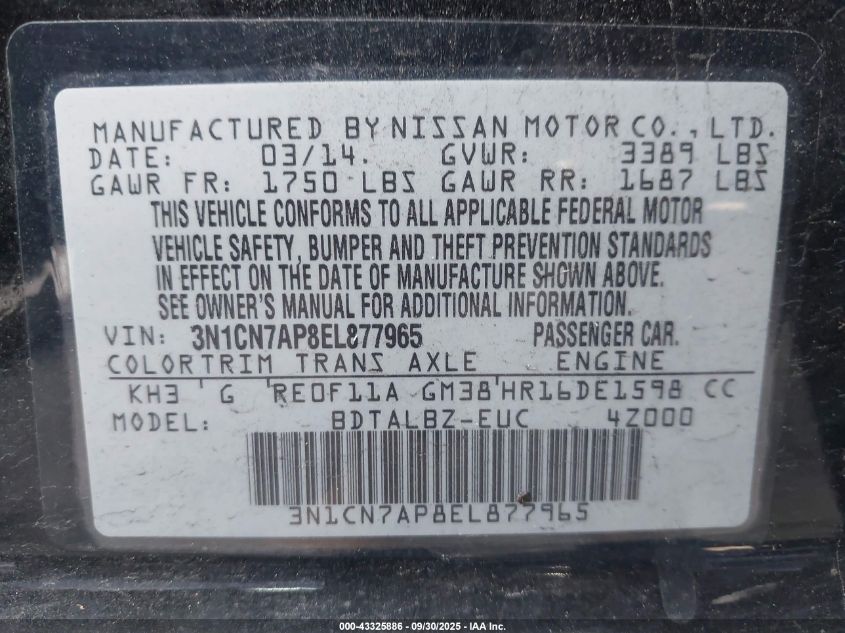 MANUFACTURED BY NISSAN MOTOR CO., LTD.
DATE: 03/14. GVWR: 3389 LBS
GAWR FR: 1750 LBS GAWR RR: 1687 LBS
THIS VEHICLE CONFORMS TO ALL APPLICABLE FEDERAL MOTOR
VEHICLE SAFETY, BUMPER AND THEFT PREVENTION STANDARDS
IN EFFECT ON THE DATE OF MANUFACTURE SHOWN ABOVE.
SEE OWNER'S MANUAL FOR ADDITIONAL INFORMATION.
VIN: 3N1CN7AP8EL877965 PASSENGER CAR.
COLORTRIM TRANS AXLE ENGINE
KH3 ' G RE0F11A GM38'HR16DE1598 CC
MODEL: BDTALBZ-EUC 4Z000
3N1CN7AP8EL877965
000-43325886 - 09/30/2025 - IAA Inc.